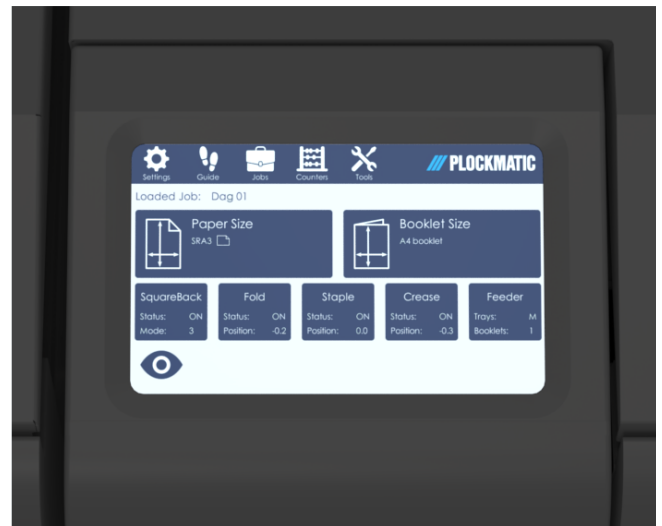 Settings Guide Jobs Counters Tools PLOCKMATIC
Loaded Job: Dag 01
Paper Size
SRA3
Booklet Size
A4 booklet
SquareBack
Status: ON
Mode: 3
Fold
Status: ON
Position: -0.2
Staple
Status: ON
Position: 0.0
Crease
Status: ON
Position: -0.3
Feeder
Trays: M
Booklets: 1